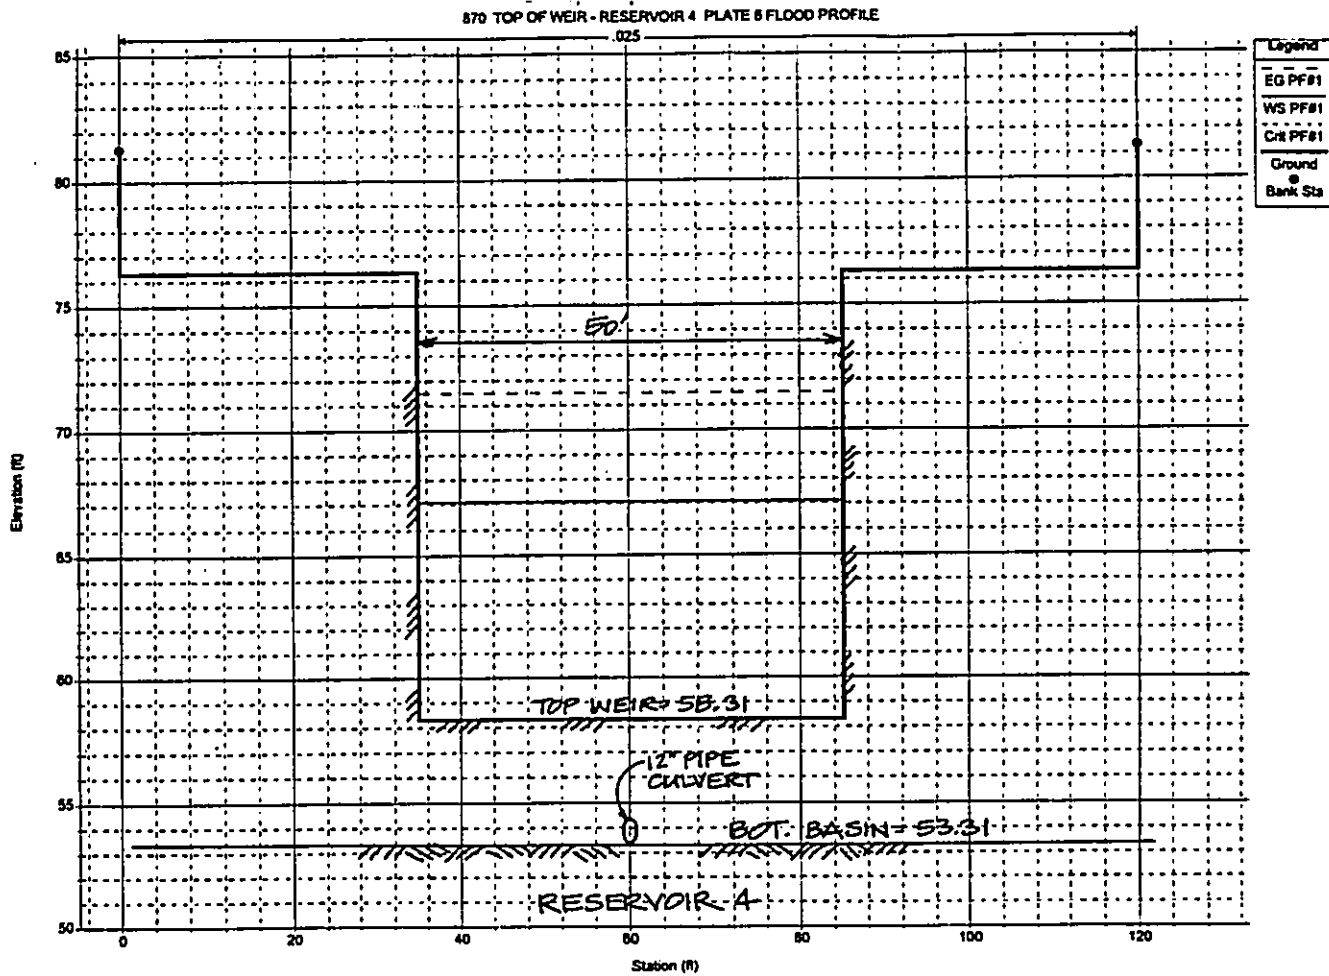 870 TOP OF WEIR - RESERVOIR 4 PLATE 6 FLOOD PROFILE
.025
Legend
EG PF#1
WS PF#1
Crit PF#1
Ground
Bank Sta
85
80
75
70
65
60
55
50
Elevation (ft)
50'
TOP WEIR = 58.31
12" PIPE
CULVERT
BOT. BASIN = 53.31
RESERVOIR 4
0
20
40
60
80
100
120
Station (ft)